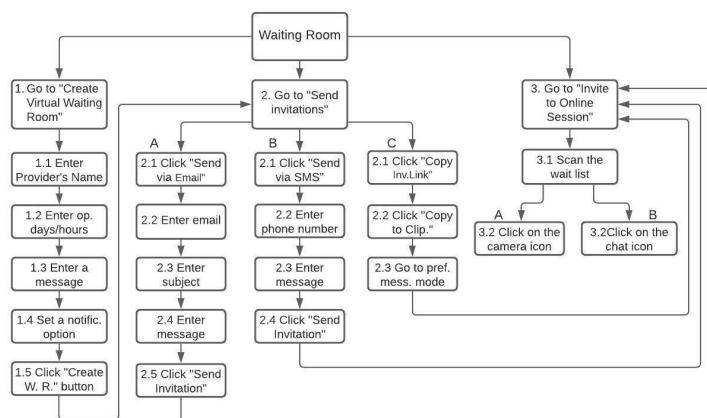 Waiting Room
1. Go to "Create
Virtual Waiting
Room"
1.1 Enter
Provider's Name
1.2 Enter op.
days/hours
1.3 Enter a
message
1.4 Set a notific.
option
1.5 Click "Create
W. R." button
2. Go to "Send
invitations"
A
2.1 Click "Send
via Email"
2.2 Enter email
2.3 Enter
subject
2.4 Enter
message
2.5 Click "Send
Invitation"
B
2.1 Click "Send
via SMS"
2.2 Enter
phone number
2.3 Enter
message
2.4 Click "Send
Invitation"
C
2.1 Click "Copy
Inv.Link"
2.2 Click "Copy
to Clip."
2.3 Go to pref.
mess. mode
3. Go to "Invite
to Online
Session"
3.1 Scan the
wait list
A
3.2 Click on the
camera icon
B
3.2Click on the
chat icon